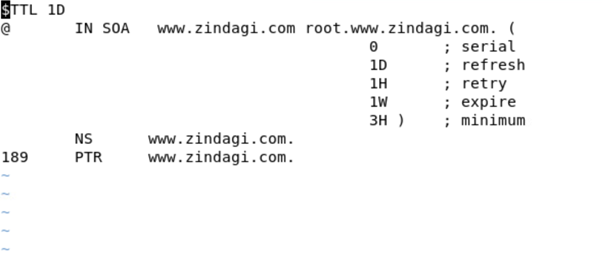 $TTL 1D
@       IN SOA   www.zindagi.com root.www.zindagi.com. (
                                        0       ; serial
                                        1D      ; refresh
                                        1H      ; retry
                                        1W      ; expire
                                        3H )    ; minimum
        NS      www.zindagi.com.
189     PTR     www.zindagi.com.
~
~
~
~
~